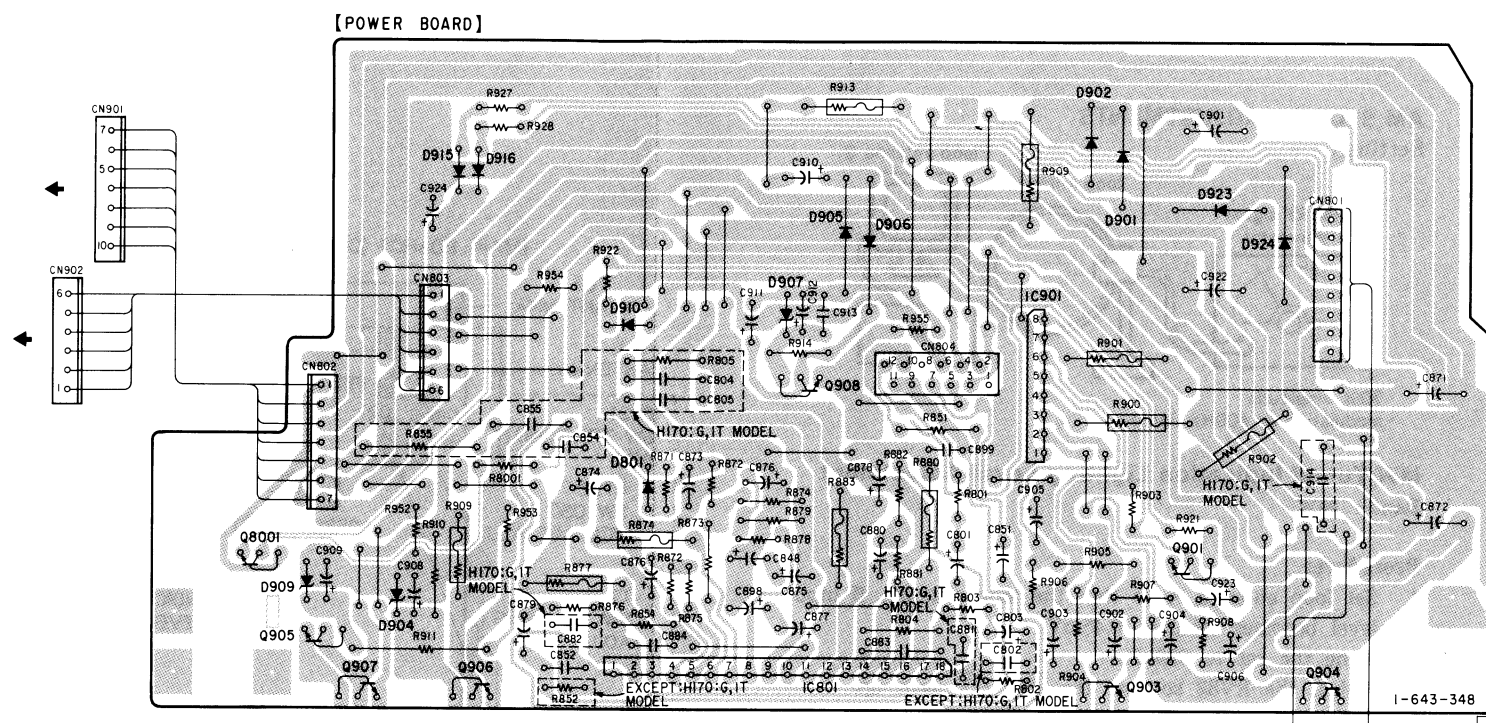 【POWER BOARD】
CN901
7
5
10
CN902
6
1
CN803
1
6
CN802
1
7
R927
R928
D915
D916
C924
R913
D902
C901
C910
R909
D901
D923
CN801
D924
D905
D906
R922
R954
D907
C912
C911
C913
D910
C922
IC901
8
7
6
5
4
3
2
1
R955
R914
CN804
12
10
8
6
4
2
11
9
7
5
3
1
R901
R805
C804
C805
Q908
C871
H170:G,IT MODEL
C855
R855
C854
R851
R900
C899
R902
H170:G,IT
MODEL
C914
D801
R871
C873
R872
C876
C878
R882
R880
R8001
C874
R874
R883
R801
C905
R903
R879
R878
C872
R952
R909
R910
R953
R874
R873
C880
C801
C851
R921
Q8001
C909
C908
D909
H170:G,IT
MODEL
R877
C876
R872
C848
C875
R881
H170:G,IT
MODEL
R906
R905
Q901
R907
C923
C879
R876
R854
R875
C898
R803
D904
Q905
R911
C882
C884
C877
R804
C881
C803
C903
C902
C904
R908
C883
C802
Q907
Q906
C852
R852
1
2
3
4
5
6
7
8
9
10
11
12
13
14
15
16
17
18
IC801
R802
R904
Q903
C906
Q904
EXCEPT:H170:G,IT
MODEL
EXCEPT:H170:G,IT MODEL
1-643-348